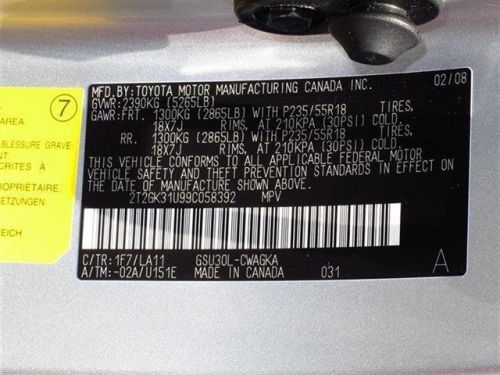 MFD.BY:TOYOTA MOTOR MANUFACTURING CANADA INC. 02/08
GVWR:2390KG (5265LB)
GAWR:FRT. 1300KG (2865LB) WITH P235/55R18 TIRES,
18X7J RIMS, AT 210KPA (30PSI) COLD.
RR. 1300KG (2865LB) WITH P235/55R18 TIRES,
18X7J RIMS, AT 210KPA (30PSI) COLD.
THIS VEHICLE CONFORMS TO ALL APPLICABLE FEDERAL MOTOR
VEHICLE SAFETY AND THEFT PREVENTION STANDARDS IN EFFECT ON THE
DATE OF MANUFACTURE SHOWN ABOVE.
2T2GK31U99C058392 MPV
C/TR: 1F7/LA11 GSU30L-CWAGKA
A/TM:-02A/U151E MADE IN CANADA 031 A
7
AREA
BLESSURE GRAVE
CRITES À
PROPRIÉTAIRE.